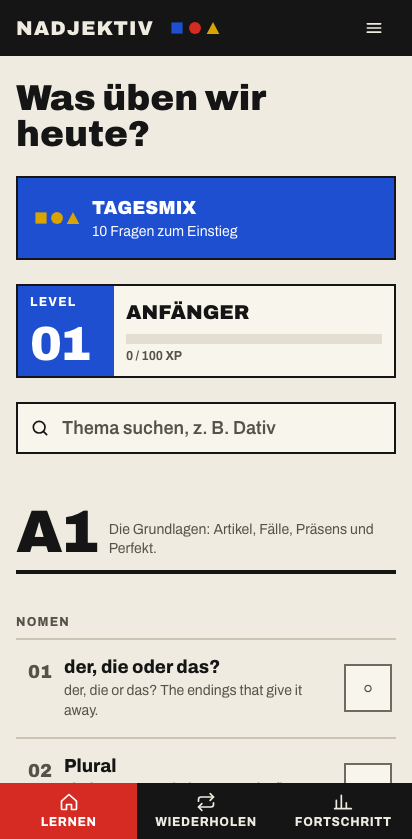 NADJEKTIV
Was üben wir
heute?
TAGESMIX
10 Fragen zum Einstieg
LEVEL
01
ANFÄNGER
0 / 100 XP
Thema suchen, z. B. Dativ
A1
Die Grundlagen: Artikel, Fälle, Präsens und
Perfekt.
NOMEN
01
der, die oder das?
der, die or das? The endings that give it
away.
02
Plural
LERNEN
WIEDERHOLEN
FORTSCHRITT